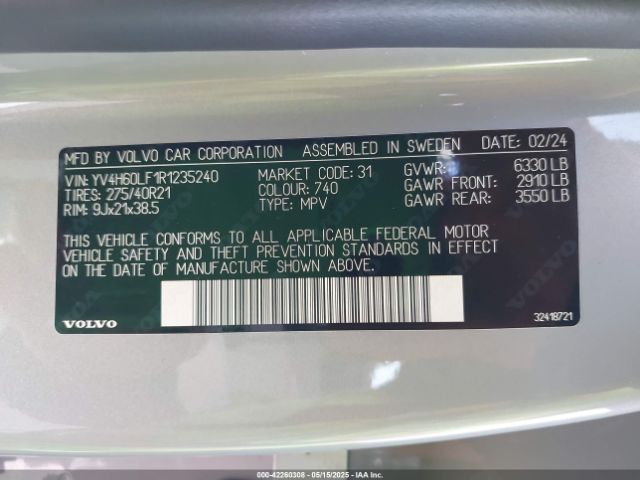 MFD BY VOLVO CAR CORPORATION ASSEMBLED IN SWEDEN DATE: 02/24
VIN: YV4H60LF1R1235240 MARKET CODE: 31 GVWR: 6330 LB
TIRES: 275/40R21 COLOUR: 740 GAWR FRONT: 2910 LB
RIM: 9Jx21x38.5 TYPE: MPV GAWR REAR: 3550 LB
THIS VEHICLE CONFORMS TO ALL APPLICABLE FEDERAL MOTOR
VEHICLE SAFETY AND THEFT PREVENTION STANDARDS IN EFFECT
ON THE DATE OF MANUFACTURE SHOWN ABOVE.
VOLVO 32418721
000-42260308 05/15/2025 IAAI.COM